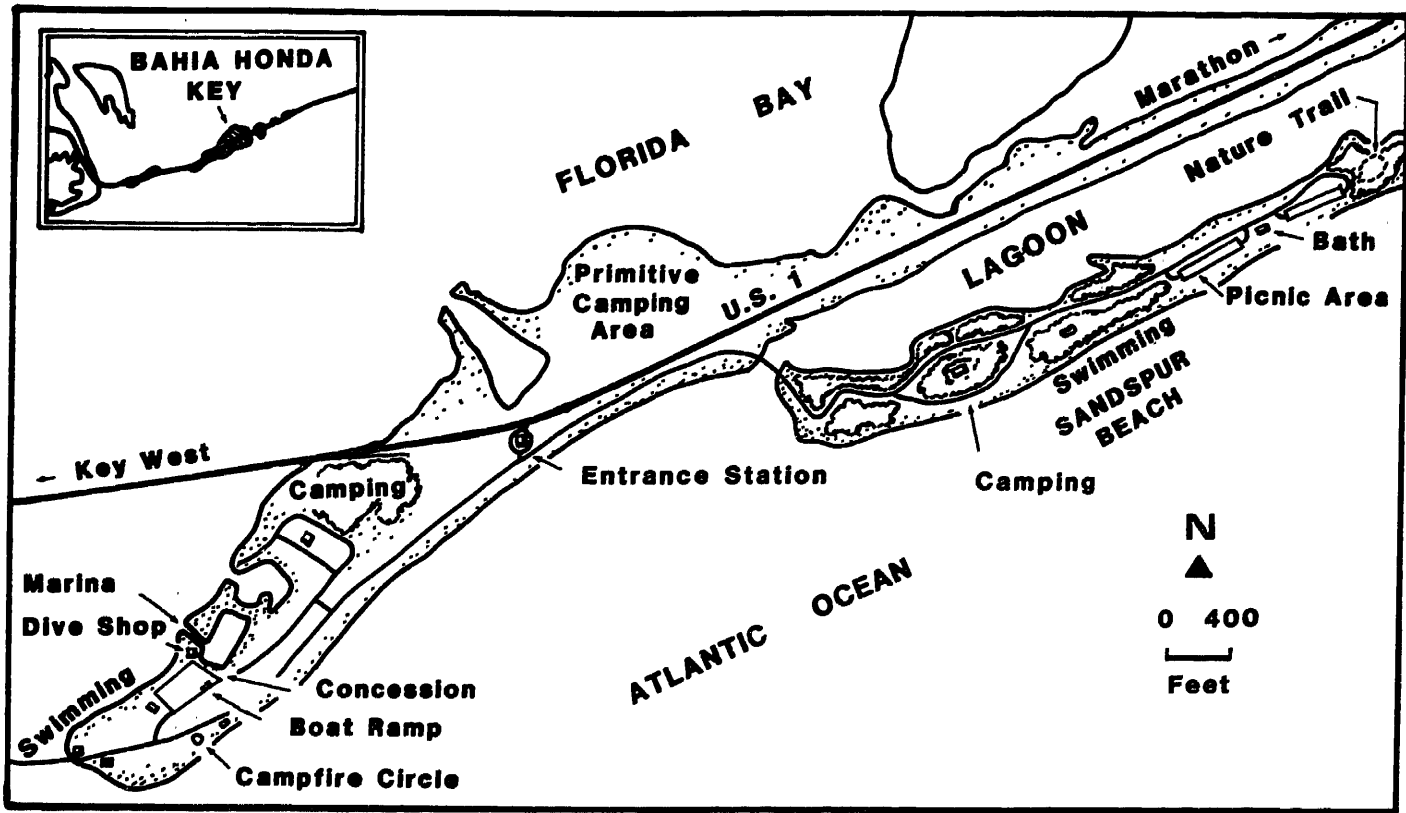 BAHIA HONDA
KEY
FLORIDA BAY
Marathon →
Nature Trail
LAGOON
Bath
Picnic Area
Primitive
Camping
Area
U.S. 1
Swimming
SANDSPUR
BEACH
← Key West
Entrance Station
Camping
Camping
N
0 400
Feet
ATLANTIC OCEAN
Marina
Dive Shop
Swimming
Concession
Boat Ramp
Campfire Circle